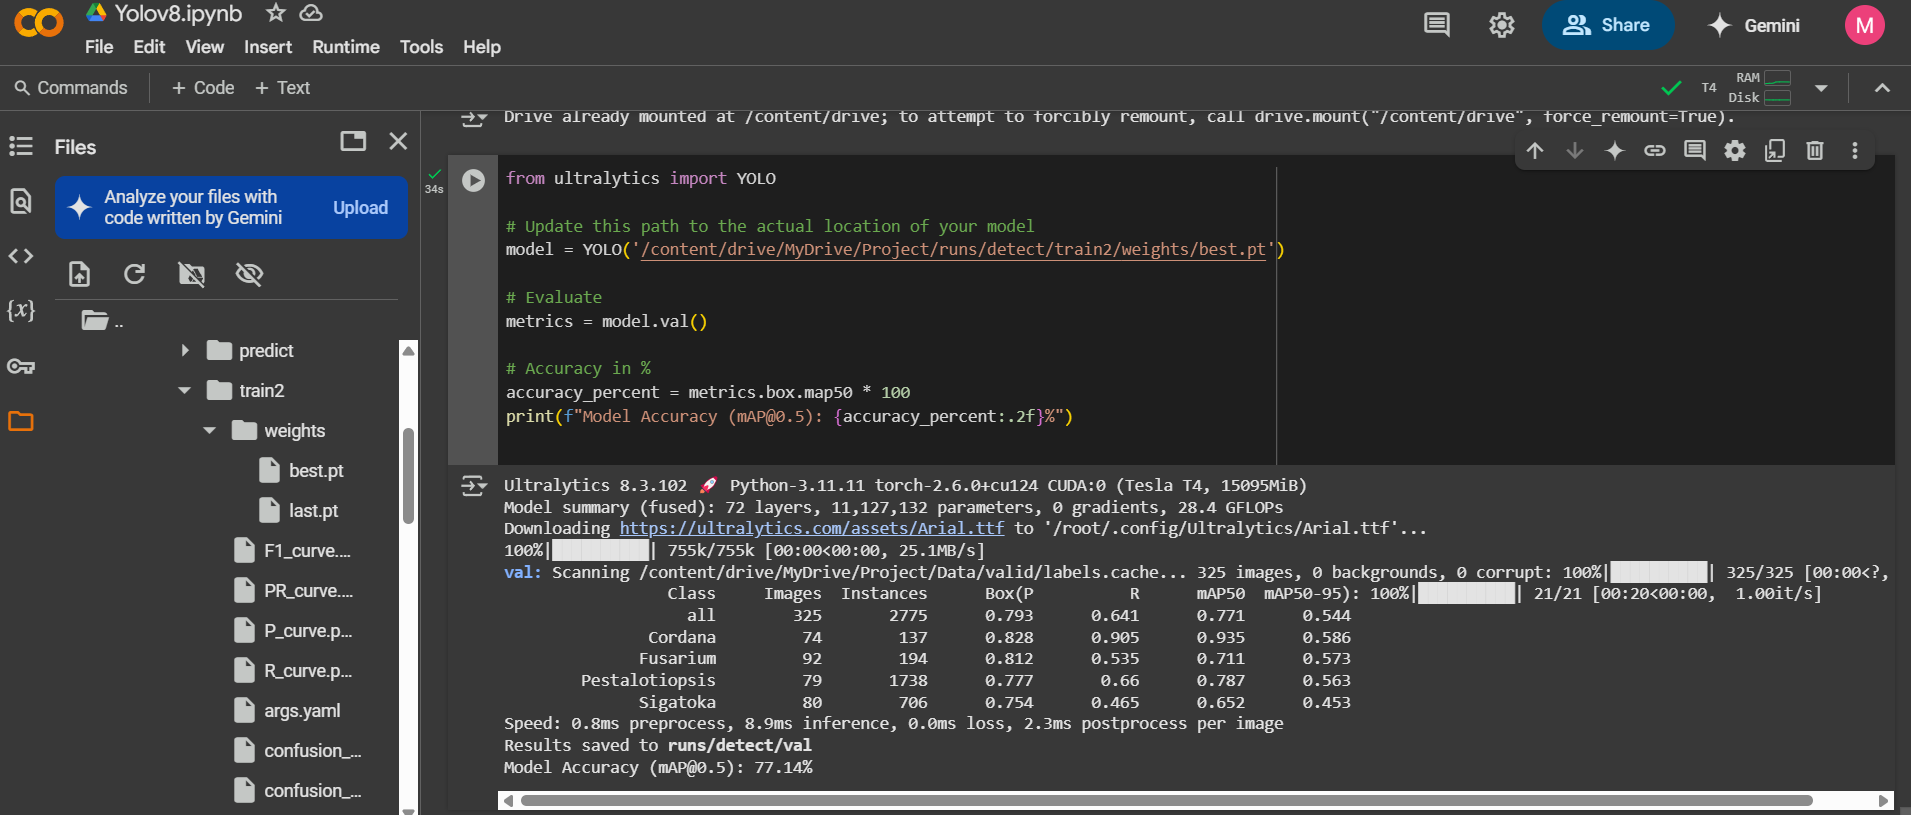 Yolov8.ipynb
File Edit View Insert Runtime Tools Help
Share
Gemini
M
Commands
+ Code + Text
T4
RAM
Disk
Files
Analyze your files with
code written by Gemini
Upload
..
predict
train2
weights
best.pt
last.pt
F1_curve....
PR_curve....
P_curve.p...
R_curve.p...
args.yaml
confusion_...
confusion_...
{x}
Drive already mounted at /content/drive; to attempt to forcibly remount, call drive.mount("/content/drive", force_remount=True).
34s
from ultralytics import YOLO
# Update this path to the actual location of your model
model = YOLO('/content/drive/MyDrive/Project/runs/detect/train2/weights/best.pt')
# Evaluate
metrics = model.val()
# Accuracy in %
accuracy_percent = metrics.box.map50 * 100
print(f"Model Accuracy (mAP@0.5): {accuracy_percent:.2f}%")
Ultralytics 8.3.102 🚀 Python-3.11.11 torch-2.6.0+cu124 CUDA:0 (Tesla T4, 15095MiB)
Model summary (fused): 72 layers, 11,127,132 parameters, 0 gradients, 28.4 GFLOPs
Downloading https://ultralytics.com/assets/Arial.ttf to '/root/.config/Ultralytics/Arial.ttf'...
100%|██████████| 755k/755k [00:00<00:00, 25.1MB/s]
val: Scanning /content/drive/MyDrive/Project/Data/valid/labels.cache... 325 images, 0 backgrounds, 0 corrupt: 100%|██████████| 325/325 [00:00<?,
Class Images Instances Box(P R mAP50 mAP50-95): 100%|██████████| 21/21 [00:20<00:00, 1.00it/s]
all 325 2775 0.793 0.641 0.771 0.544
Cordana 74 137 0.828 0.905 0.935 0.586
Fusarium 92 194 0.812 0.535 0.711 0.573
Pestalotiopsis 79 1738 0.777 0.66 0.787 0.563
Sigatoka 80 706 0.754 0.465 0.652 0.453
Speed: 0.8ms preprocess, 8.9ms inference, 0.0ms loss, 2.3ms postprocess per image
Results saved to runs/detect/val
Model Accuracy (mAP@0.5): 77.14%